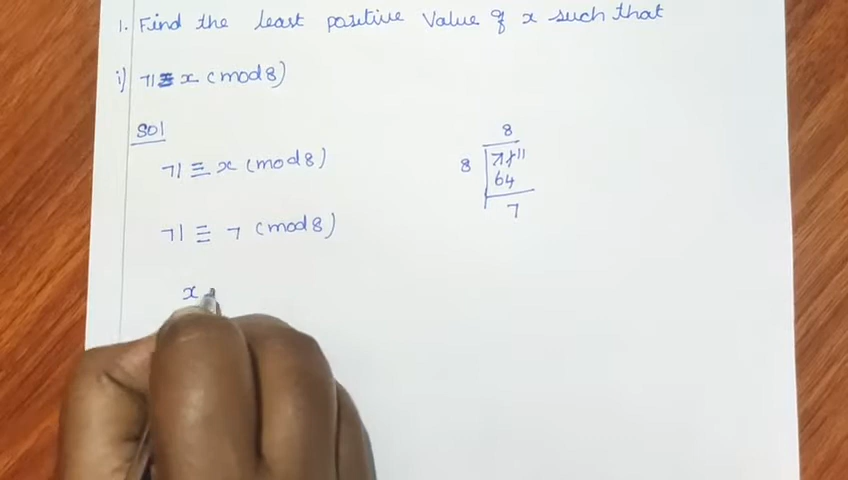 1. Find the least positive value of x such that
i) 71 ≡ x (mod 8)
Sol
71 ≡ x (mod 8)
71 ≡ 7 (mod 8)
x =
8
8 71 11
64
7